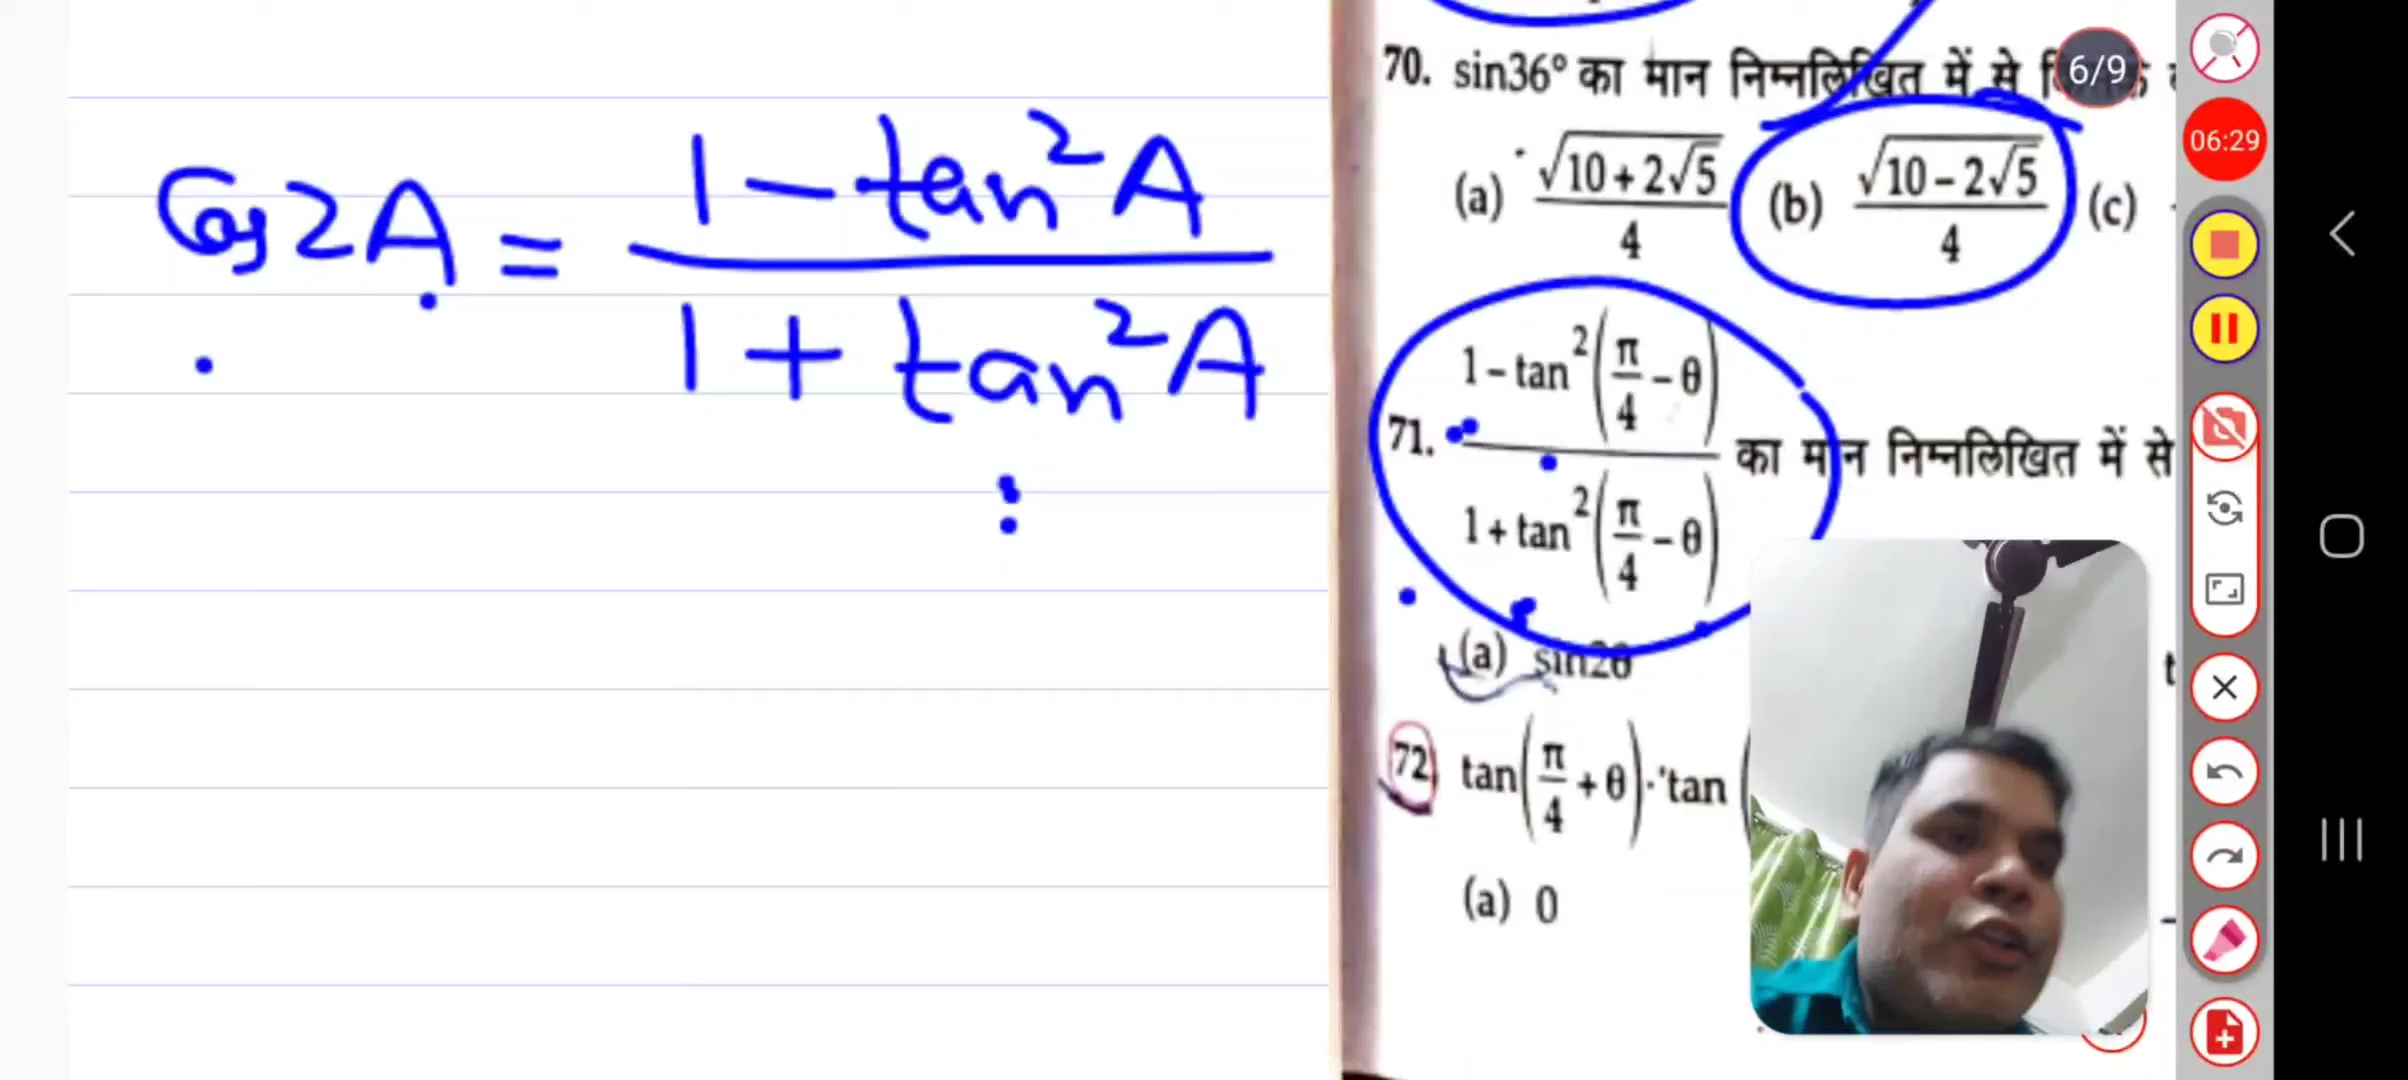 Cos2A = 1 - tan²A / 1 + tan²A
70. sin36° का मान निम्नलिखित में से
(a) √10 + 2√5 / 4 (b) √10 - 2√5 / 4 (c)
71. 1 - tan²(π/4 - θ) / 1 + tan²(π/4 - θ) का मान निम्नलिखित में से
(a) sin2θ
72 tan(π/4 + θ)·tan (
(a) 0
6/9
06:29